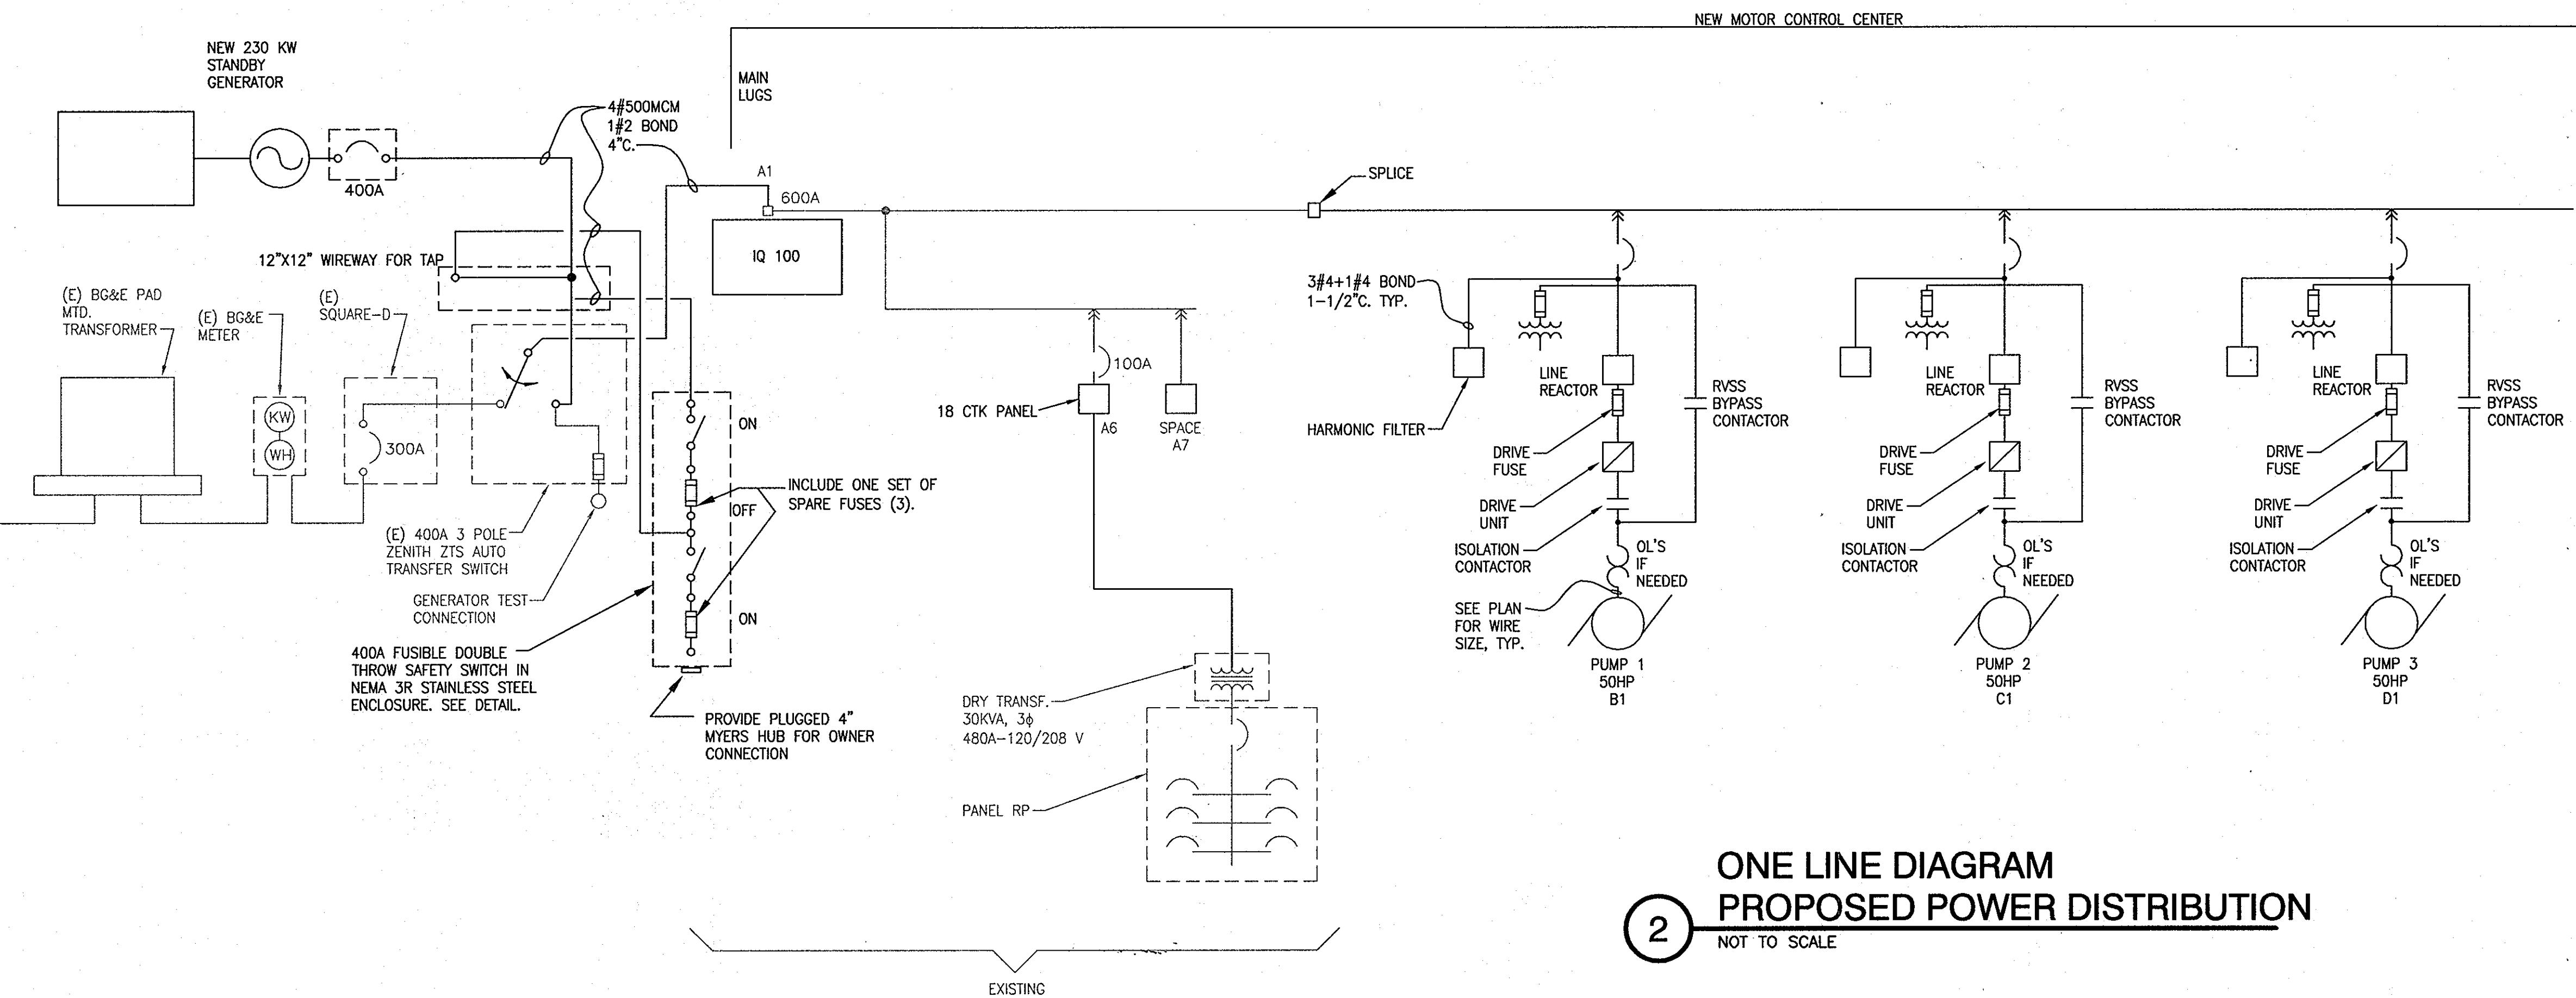 NEW MOTOR CONTROL CENTER
NEW 230 KW
STANDBY
GENERATOR
MAIN
LUGS
4#500MCM
1#2 BOND
4"C.
400A
A1
600A
SPLICE
IQ 100
12"X12" WIREWAY FOR TAP
(E) BG&E PAD
MTD.
TRANSFORMER
(E) BG&E
METER
(E)
SQUARE-D
KW
WH
300A
(E) 400A 3 POLE
ZENITH ZTS AUTO
TRANSFER SWITCH
GENERATOR TEST
CONNECTION
400A FUSIBLE DOUBLE
THROW SAFETY SWITCH IN
NEMA 3R STAINLESS STEEL
ENCLOSURE. SEE DETAIL.
ON
OFF
ON
INCLUDE ONE SET OF
SPARE FUSES (3).
PROVIDE PLUGGED 4"
MYERS HUB FOR OWNER
CONNECTION
100A
18 CTK PANEL
A6
SPACE
A7
DRY TRANSF.
30KVA, 3ϕ
480A-120/208 V
PANEL RP
EXISTING
3#4+1#4 BOND
1-1/2"C. TYP.
HARMONIC FILTER
LINE
REACTOR
RVSS
BYPASS
CONTACTOR
DRIVE
FUSE
DRIVE
UNIT
ISOLATION
CONTACTOR
OL'S
IF
NEEDED
SEE PLAN
FOR WIRE
SIZE, TYP.
PUMP 1
50HP
B1
LINE
REACTOR
RVSS
BYPASS
CONTACTOR
DRIVE
FUSE
DRIVE
UNIT
ISOLATION
CONTACTOR
OL'S
IF
NEEDED
PUMP 2
50HP
C1
LINE
REACTOR
RVSS
BYPASS
CONTACTOR
DRIVE
FUSE
DRIVE
UNIT
ISOLATION
CONTACTOR
OL'S
IF
NEEDED
PUMP 3
50HP
D1
2
ONE LINE DIAGRAM
PROPOSED POWER DISTRIBUTION
NOT TO SCALE